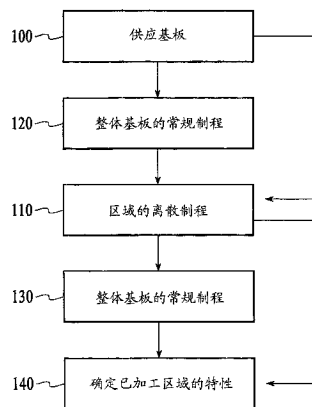 100
供应基板
120
整体基板的常规制程
110
区域的离散制程
130
整体基板的常规制程
140
确定已加工区域的特性